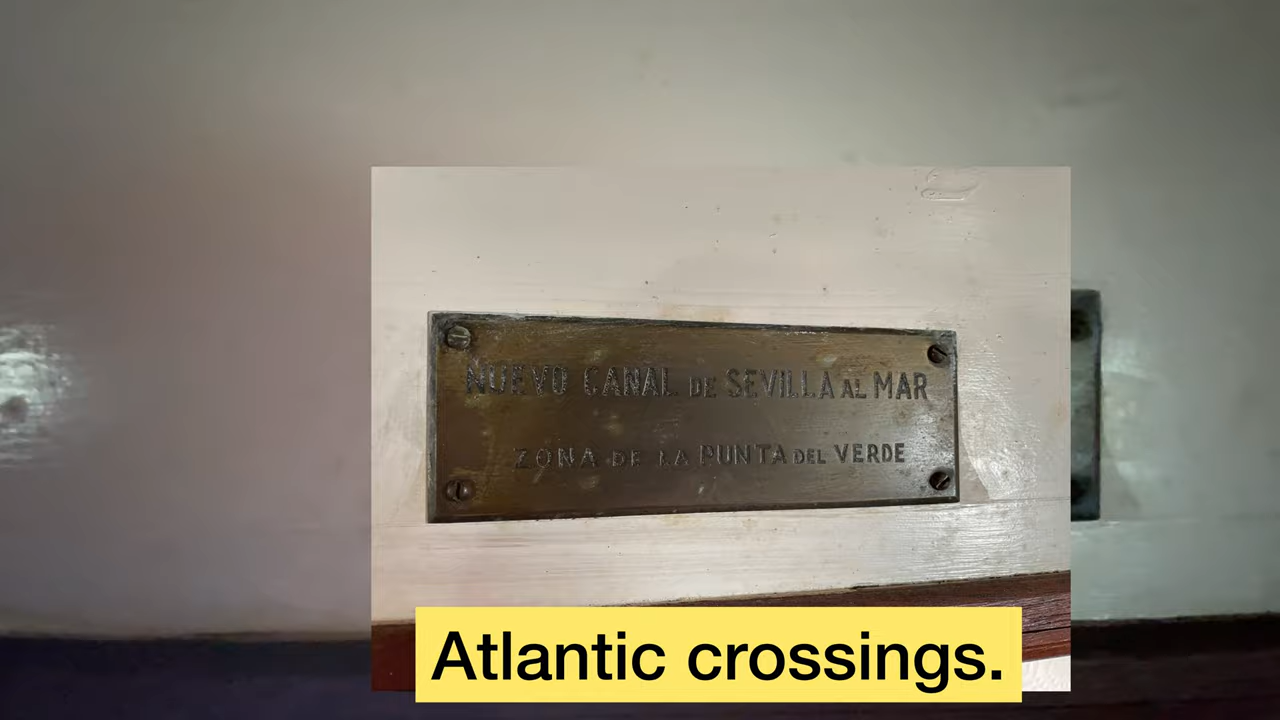 NUEVO CANAL DE SEVILLA AL MAR
ZONA DE LA PUNTA DEL VERDE
Atlantic crossings.